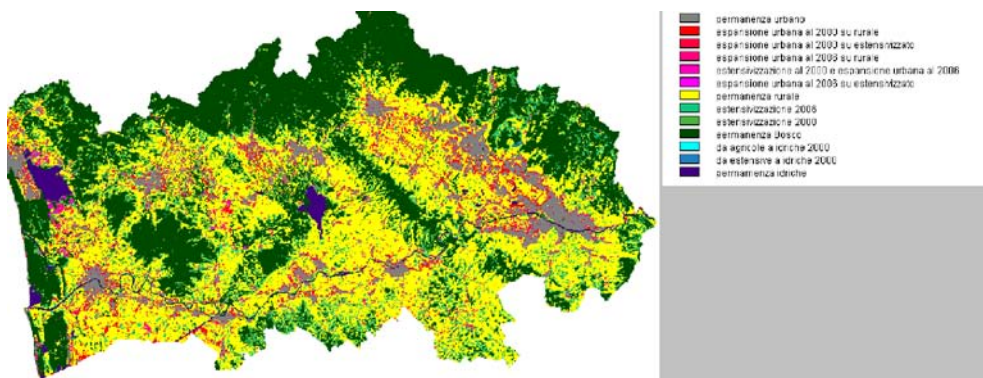 permanenza urbano
espansione urbana al 2000 su rurale
espansione urbana al 2000 su estensivizzato
espansione urbana al 2006 su rurale
estensivizzazione al 2000 e espansione urbana al 2006
espansione urbana al 2006 su estensivizzato
permanenza rurale
estensivizzazione 2006
estensivizzazione 2000
permanenza Bosco
da agricole a idriche 2000
da estensive a idriche 2000
permamenza idriche